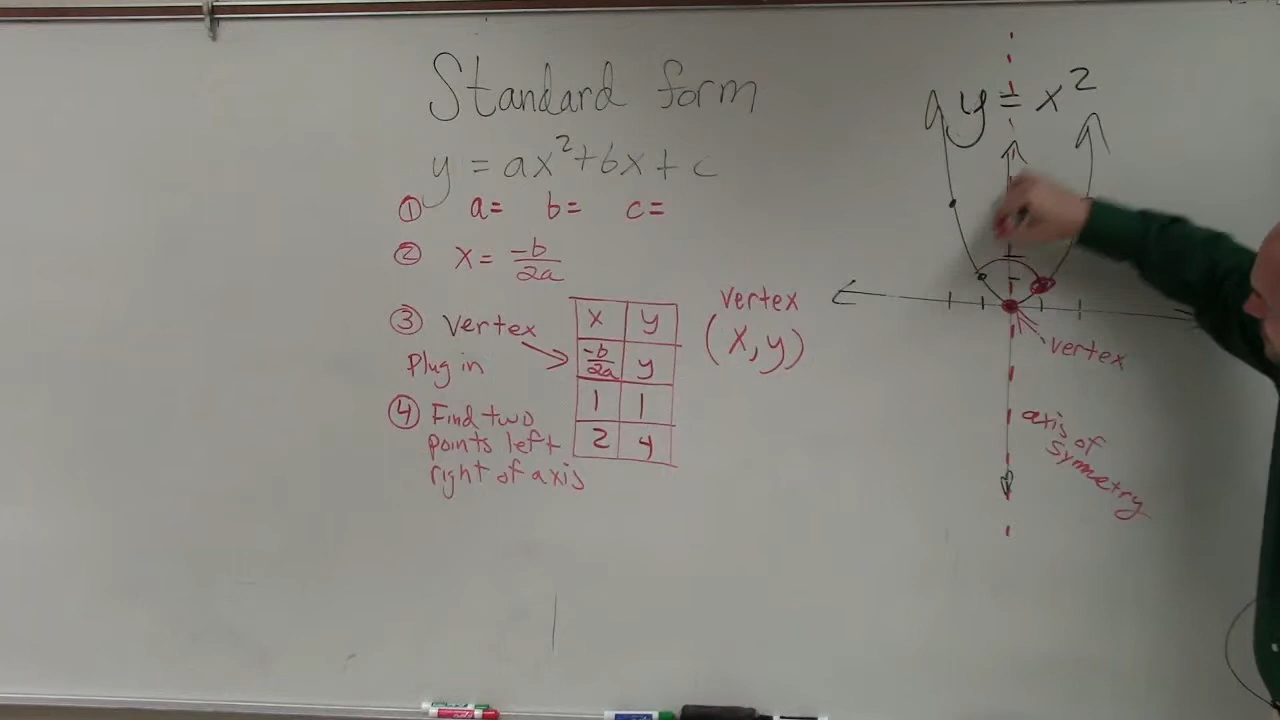 Standard form
y = ax²+bx+c
① a= b= c=
② x= -b/2a
③ Vertex
Plug in
x y
-b/2a y
1 1
2 4
④ Find two
points left
right of axis
vertex
(x,y)
y = x²
vertex
axis of
symmetry